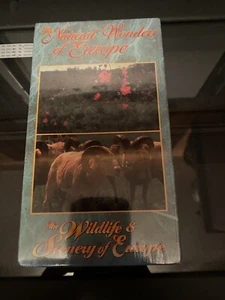 The Natural Wonders
of Europe
The Wildlife &
Scenery of Europe